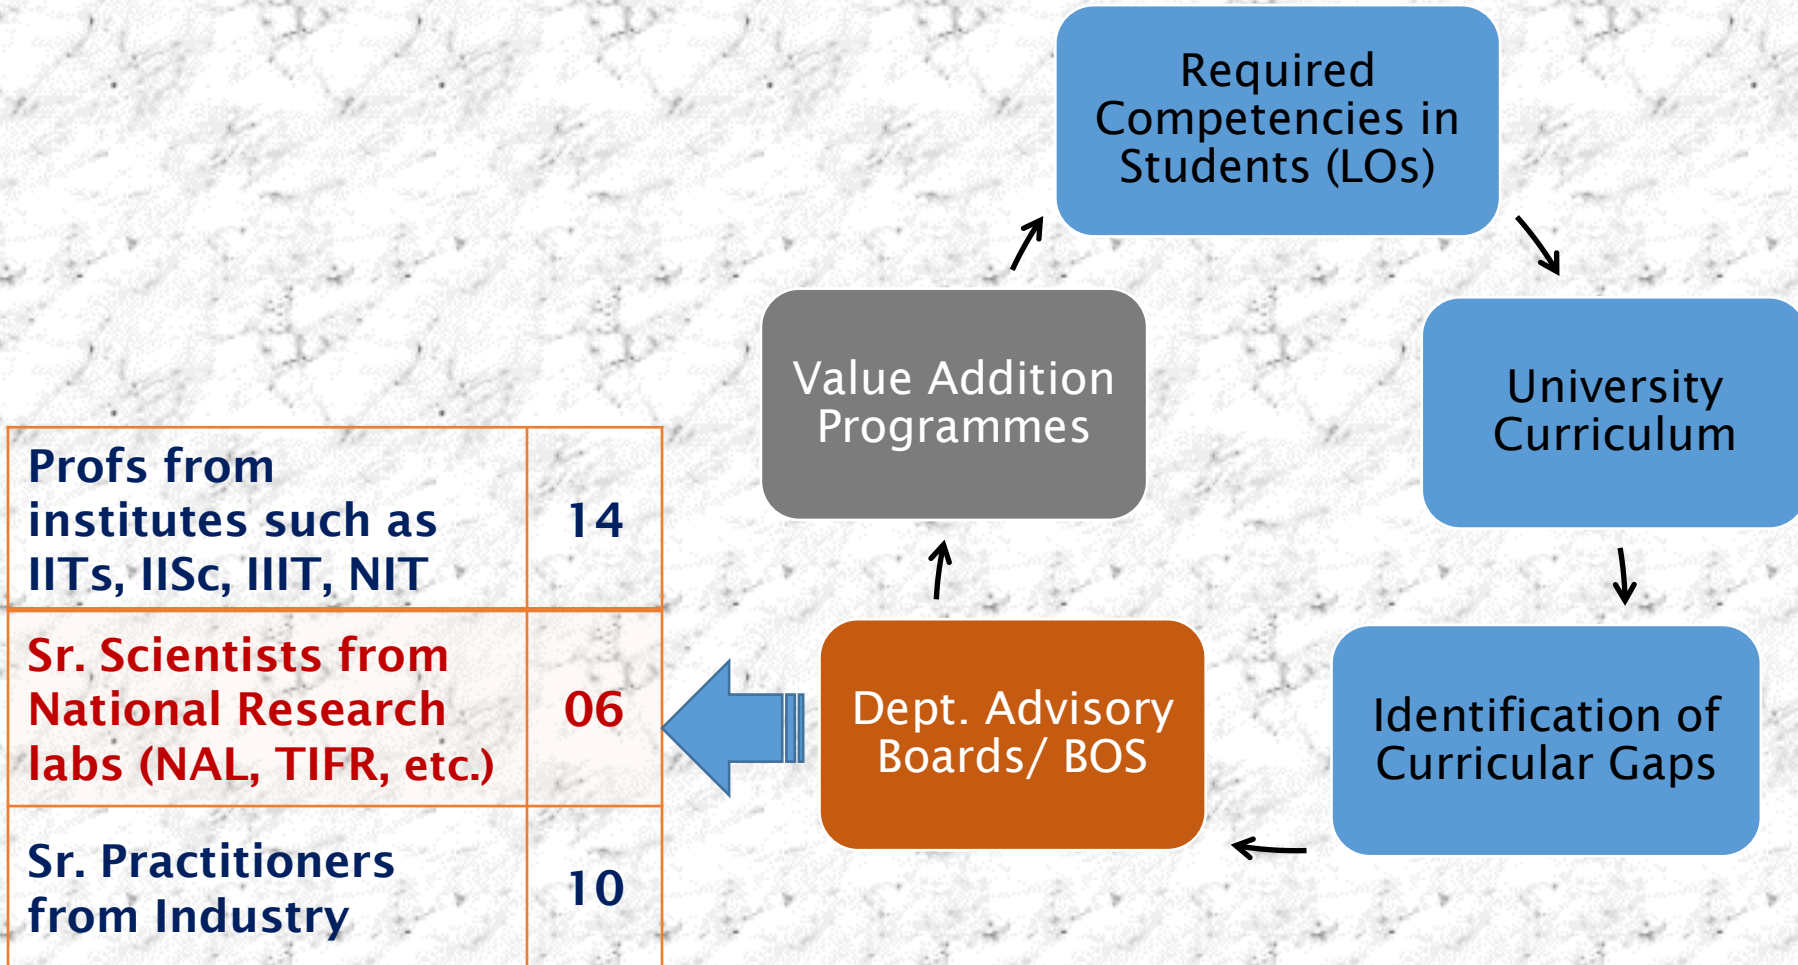 Required
Competencies in
Students (LOs)
Value Addition
Programmes
University
Curriculum
Profs from
institutes such as
IITs, IISc, IIIT, NIT
14
Sr. Scientists from
National Research
labs (NAL, TIFR, etc.)
06
Sr. Practitioners
from Industry
10
Dept. Advisory
Boards/ BOS
Identification of
Curricular Gaps